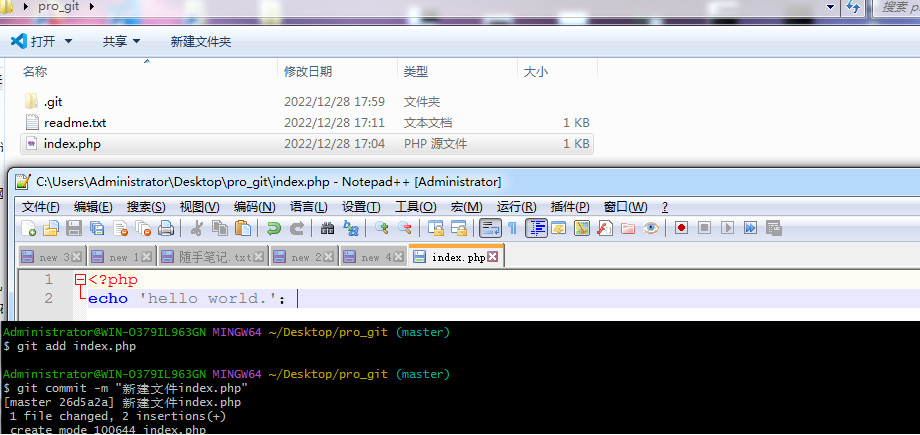 pro_git
搜索 p
打开 共享 新建文件夹
名称 修改日期 类型 大小
.git 2022/12/28 17:59 文件夹
readme.txt 2022/12/28 17:11 文本文档 1 KB
index.php 2022/12/28 17:04 PHP 源文件 1 KB
C:\Users\Administrator\Desktop\pro_git\index.php - Notepad++ [Administrator]
文件(F) 编辑(E) 搜索(S) 视图(V) 编码(N) 语言(L) 设置(T) 工具(O) 宏(M) 运行(R) 插件(P) 窗口(W) ?
new 3 new 1 随手笔记.txt new 2 new 4 index.php
1 <?php
2 echo 'hello world.';
Administrator@WIN-O379IL963GN MINGW64 ~/Desktop/pro_git (master)
$ git add index.php
Administrator@WIN-O379IL963GN MINGW64 ~/Desktop/pro_git (master)
$ git commit -m "新建文件index.php"
[master 26d5a2a] 新建文件index.php
1 file changed, 2 insertions(+)
create mode 100644 index.php